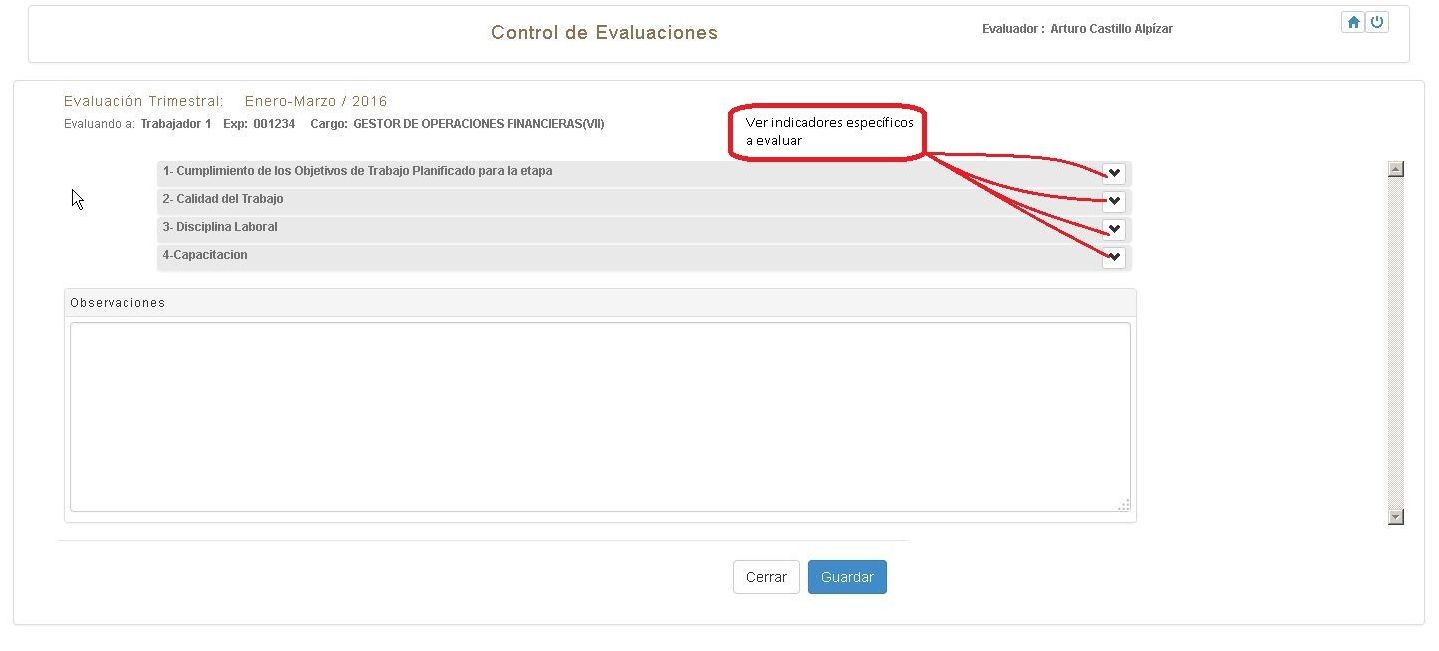 Control de Evaluaciones
Evaluador : Arturo Castillo Alpízar
Evaluación Trimestral: Enero-Marzo / 2016
Evaluando a: Trabajador 1 Exp: 001234 Cargo: GESTOR DE OPERACIONES FINANCIERAS(VII)
Ver indicadores específicos
a evaluar
1- Cumplimiento de los Objetivos de Trabajo Planificado para la etapa
2- Calidad del Trabajo
3- Disciplina Laboral
4-Capacitacion
Observaciones
Cerrar
Guardar